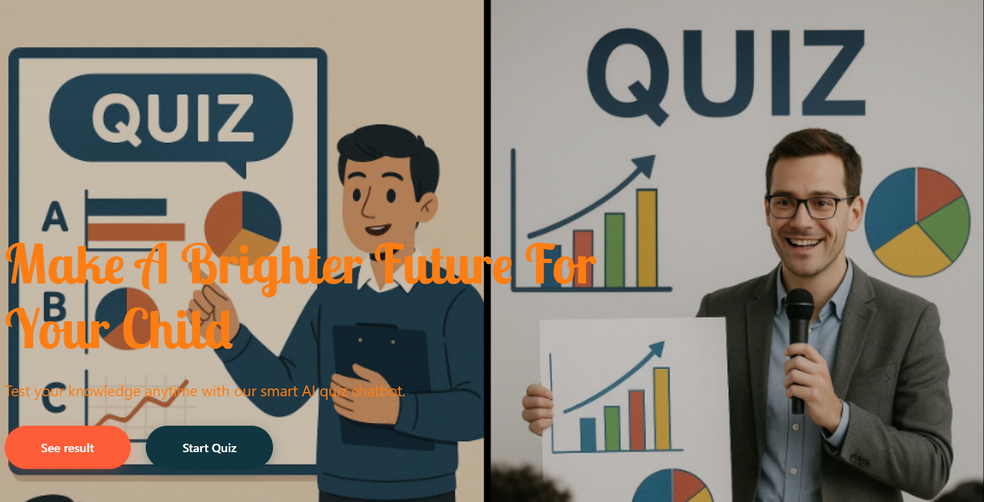 QUIZ
QUIZ
A
Make A Brighter Future For
B
Your Child
Test your knowledge anytime with our smart AI quiz chatbot.
C
See result
Start Quiz